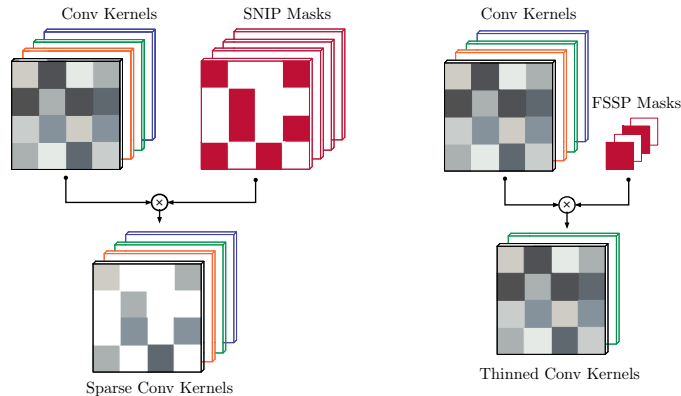 Conv Kernels
SNIP Masks
Sparse Conv Kernels
Conv Kernels
FSSP Masks
Thinned Conv Kernels